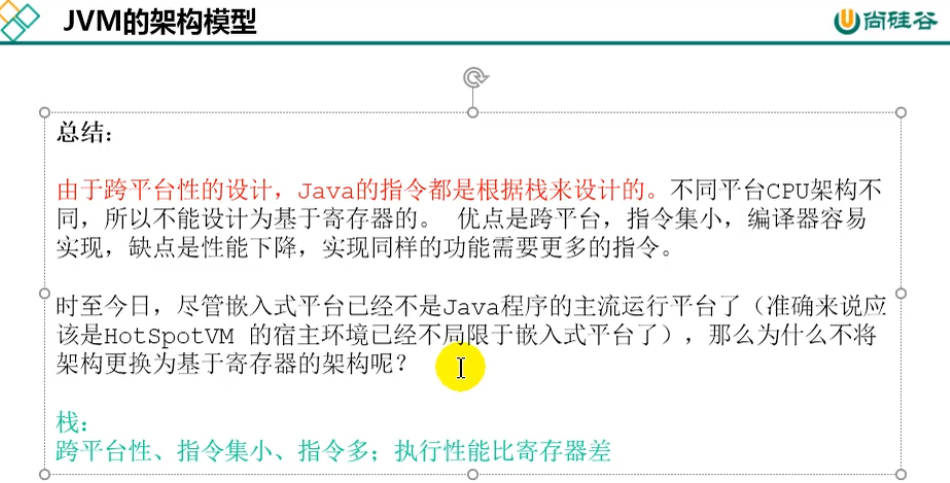 JVM的架构模型
尚硅谷
总结：
由于跨平台性的设计，Java的指令都是根据栈来设计的。不同平台CPU架构不
同，所以不能设计为基于寄存器的。 优点是跨平台，指令集小，编译器容易
实现，缺点是性能下降，实现同样的功能需要更多的指令。
时至今日，尽管嵌入式平台已经不是Java程序的主流运行平台了（准确来说应
该是HotSpotVM 的宿主环境已经不局限于嵌入式平台了），那么为什么不将
架构更换为基于寄存器的架构呢？
栈：
跨平台性、指令集小、指令多；执行性能比寄存器差